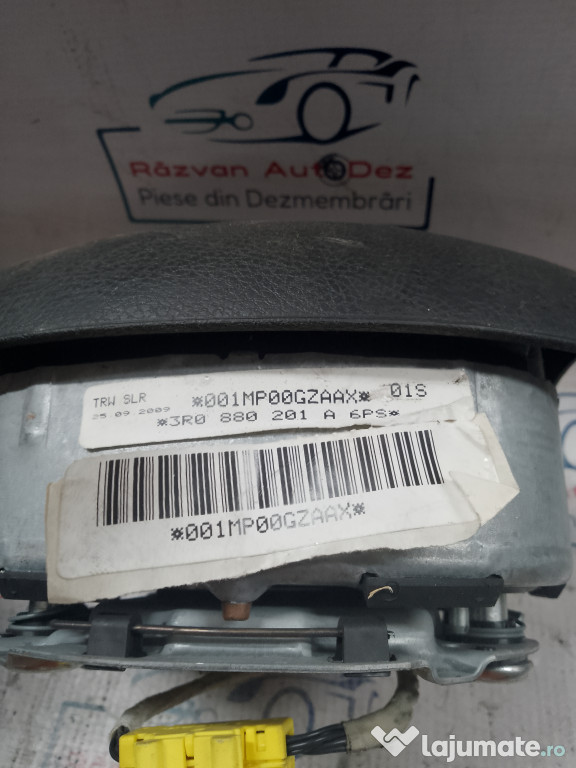 Răzvan AutoDez
Piese din Dezmembrări
TRW SLR *001MP00GZAAX* 01S
25.09.2009
*3R0 880 201 A 6PS*
*001MP00GZAAX*
lajumate.ro